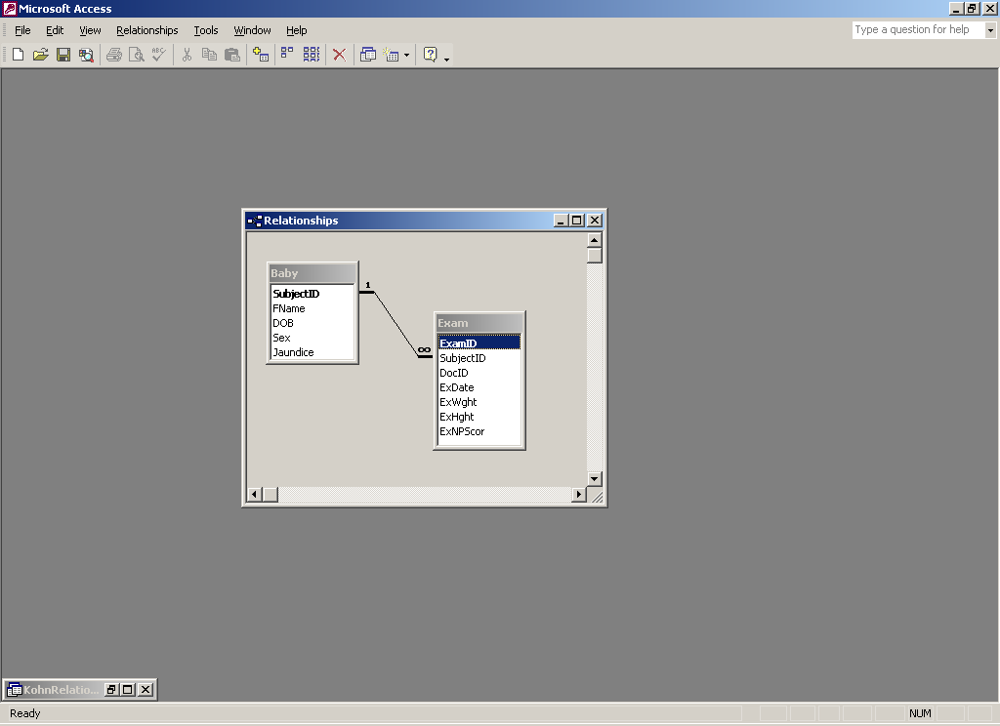 Microsoft Access
File Edit View Relationships Tools Window Help
Type a question for help
ABC
Relationships
Baby
SubjectID
FName
DOB
Sex
Jaundice
1
∞
Exam
ExamID
SubjectID
DocID
ExDate
ExWght
ExHght
ExNPScor
KohnRelatio...
Ready
NUM